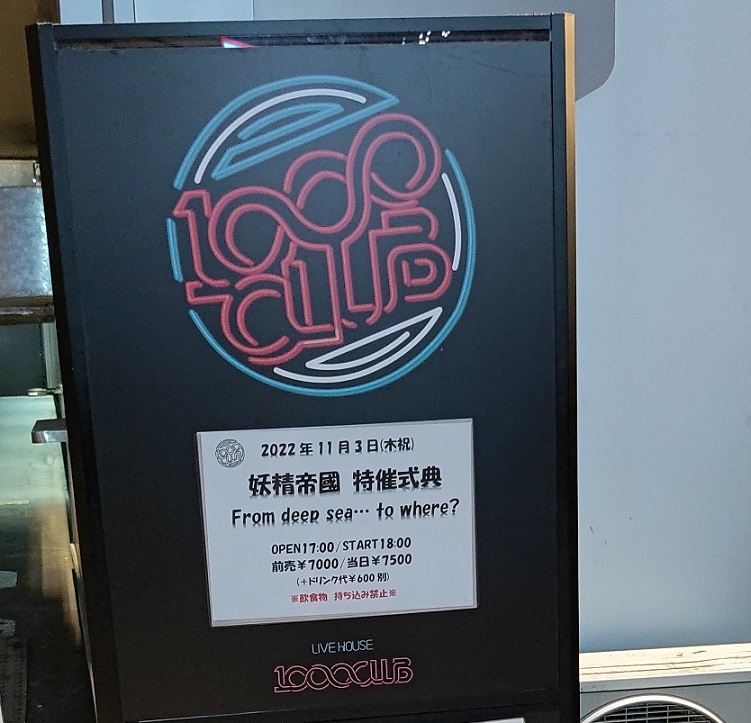 1000
CLUB
2022年11月3日(木祝)
妖精帝國 特催式典
From deep sea… to where?
OPEN17:00/START18:00
前売¥7000/当日¥7500
(+ドリンク代¥600別)
※飲食物 持ち込み禁止※
LIVE HOUSE
1000CLUB